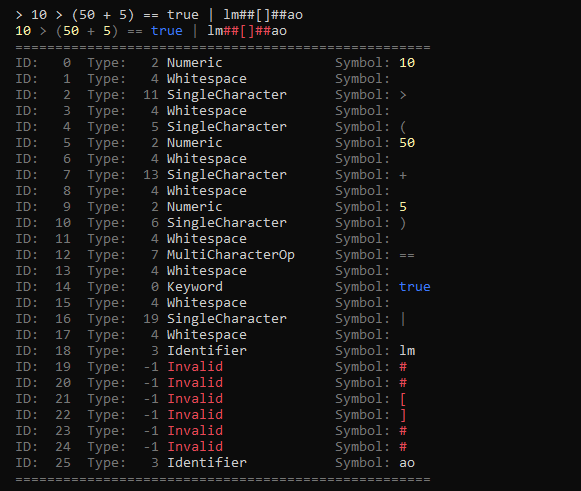 > 10 > (50 + 5) == true | lm##[]##ao
10 > (50 + 5) == true | lm##[]##ao
====================================================
ID:   0  Type:   2 Numeric              Symbol: 10
ID:   1  Type:   4 Whitespace           Symbol:
ID:   2  Type:  11 SingleCharacter      Symbol: >
ID:   3  Type:   4 Whitespace           Symbol:
ID:   4  Type:   5 SingleCharacter      Symbol: (
ID:   5  Type:   2 Numeric              Symbol: 50
ID:   6  Type:   4 Whitespace           Symbol:
ID:   7  Type:  13 SingleCharacter      Symbol: +
ID:   8  Type:   4 Whitespace           Symbol:
ID:   9  Type:   2 Numeric              Symbol: 5
ID:  10  Type:   6 SingleCharacter      Symbol: )
ID:  11  Type:   4 Whitespace           Symbol:
ID:  12  Type:   7 MultiCharacterOp     Symbol: ==
ID:  13  Type:   4 Whitespace           Symbol:
ID:  14  Type:   0 Keyword              Symbol: true
ID:  15  Type:   4 Whitespace           Symbol:
ID:  16  Type:  19 SingleCharacter      Symbol: |
ID:  17  Type:   4 Whitespace           Symbol:
ID:  18  Type:   3 Identifier           Symbol: lm
ID:  19  Type:  -1 Invalid              Symbol: #
ID:  20  Type:  -1 Invalid              Symbol: #
ID:  21  Type:  -1 Invalid              Symbol: [
ID:  22  Type:  -1 Invalid              Symbol: ]
ID:  23  Type:  -1 Invalid              Symbol: #
ID:  24  Type:  -1 Invalid              Symbol: #
ID:  25  Type:   3 Identifier           Symbol: ao
====================================================